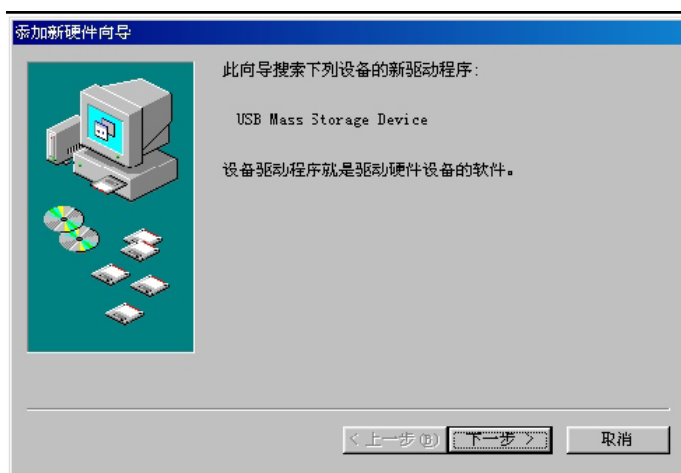 添加新硬件向导
此向导搜索下列设备的新驱动程序:
USB Mass Storage Device
设备驱动程序就是驱动硬件设备的软件。
< 上一步(B) 下一步 > 取消